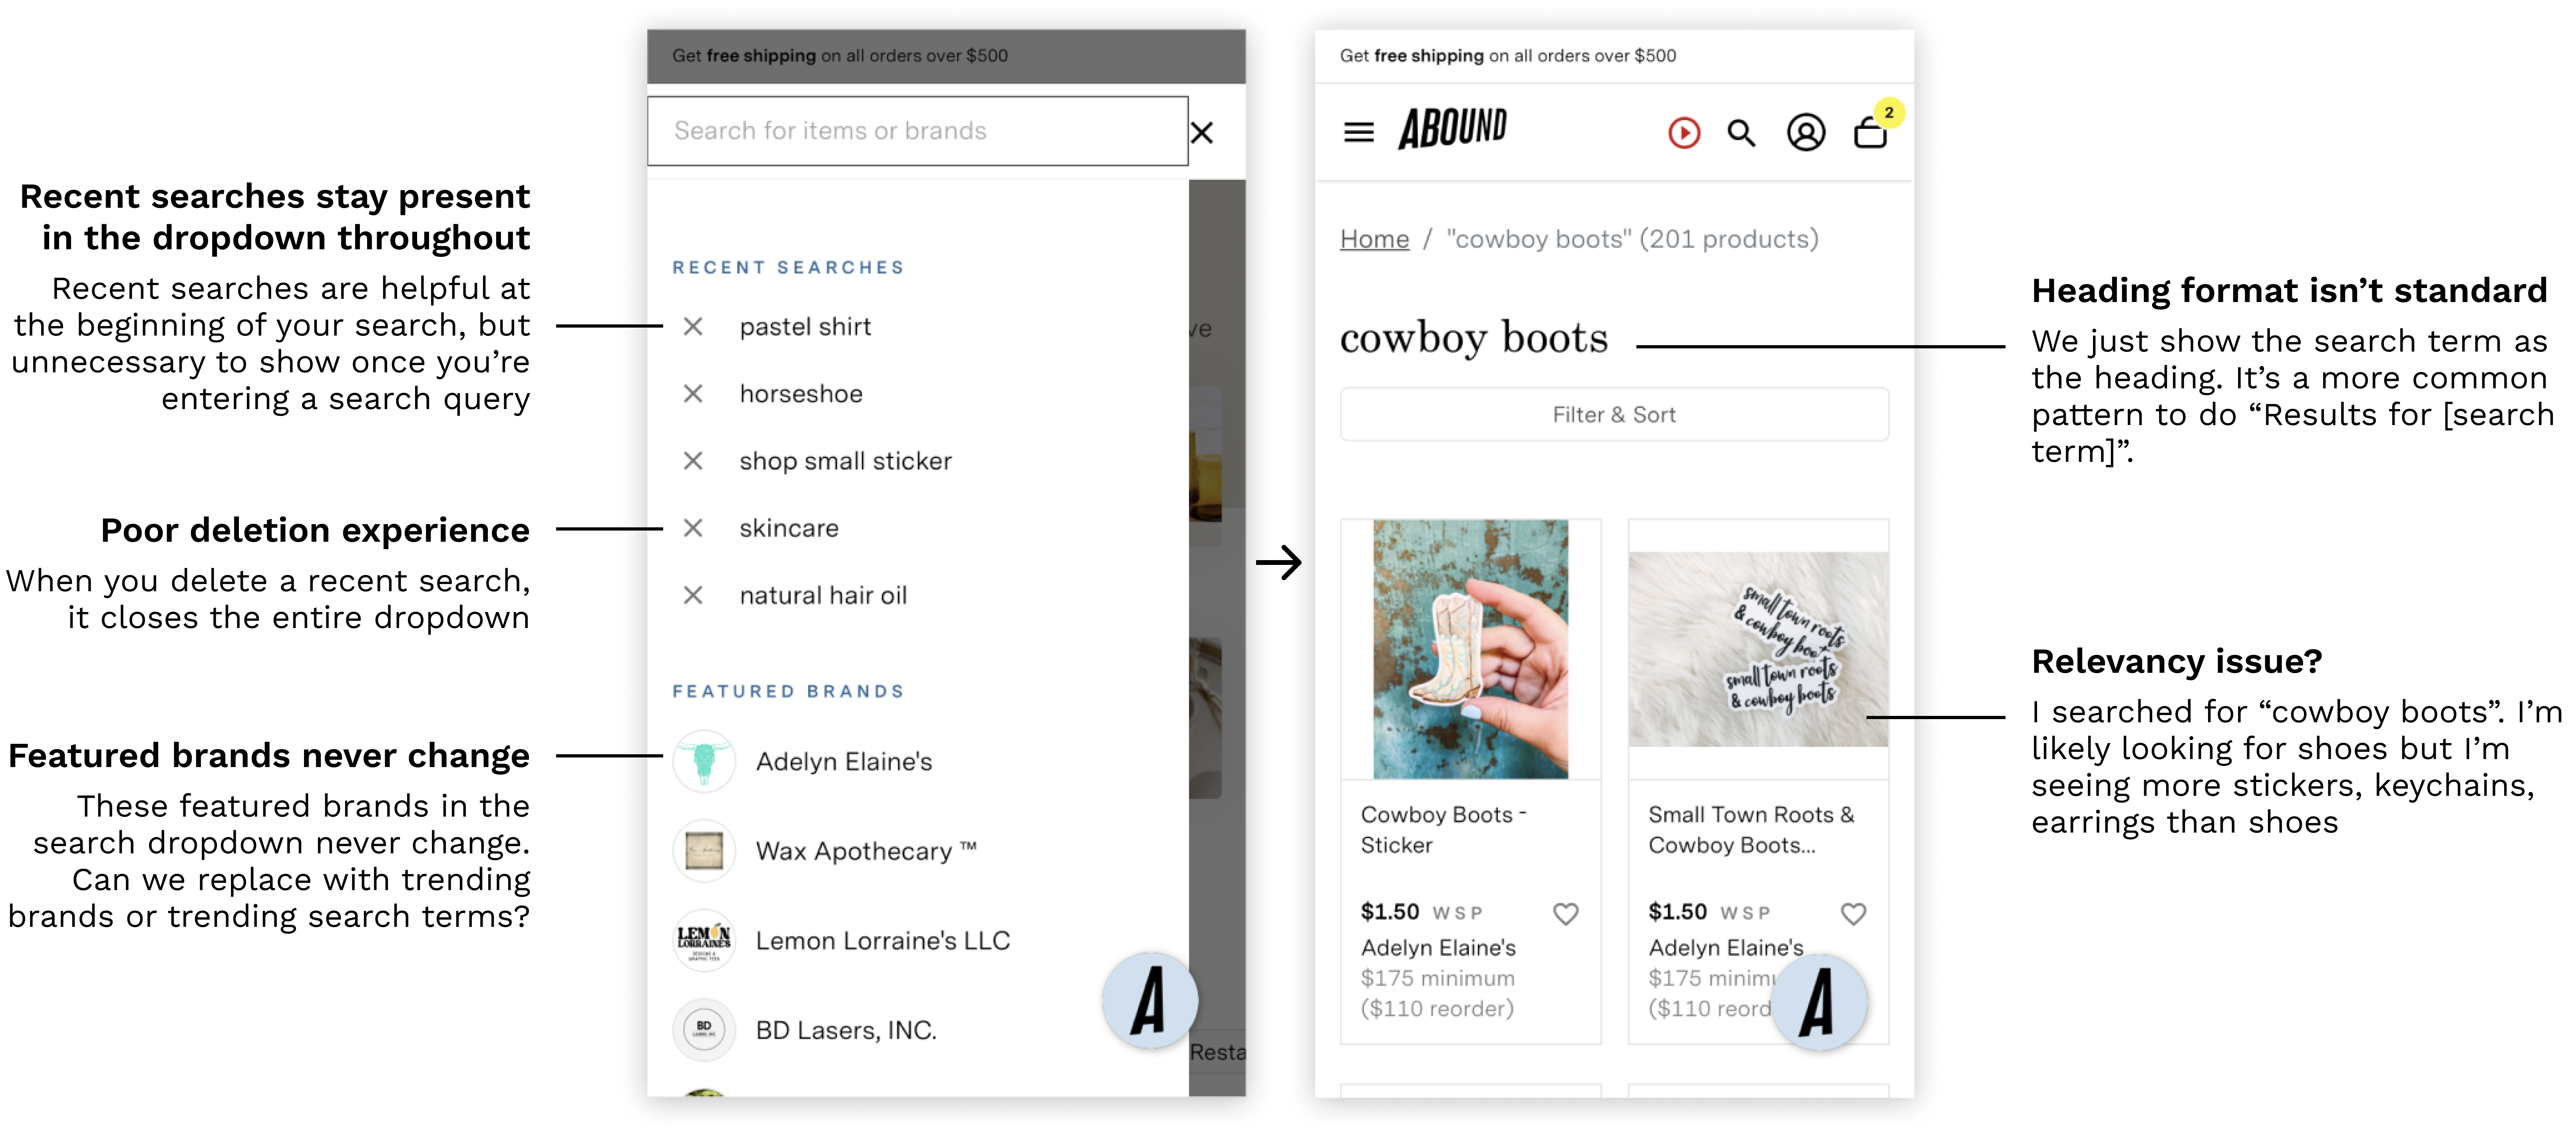 Recent searches stay present
in the dropdown throughout
Recent searches are helpful at
the beginning of your search, but
unnecessary to show once you’re
entering a search query
Poor deletion experience
When you delete a recent search,
it closes the entire dropdown
Featured brands never change
These featured brands in the
search dropdown never change.
Can we replace with trending
brands or trending search terms?
Get free shipping on all orders over $500
Search for items or brands
RECENT SEARCHES
pastel shirt
horseshoe
shop small sticker
skincare
natural hair oil
FEATURED BRANDS
Adelyn Elaine's
Wax Apothecary ™
LEMON
LORRAINE'S
Lemon Lorraine's LLC
BD
BD Lasers, INC.
A
ve
Resta
Get free shipping on all orders over $500
ABOUND
2
Home / "cowboy boots" (201 products)
cowboy boots
Filter & Sort
small town roots
& cowboy boots
small town roots
& cowboy boots
Cowboy Boots -
Sticker
$1.50 WSP
Adelyn Elaine's
$175 minimum
($110 reorder)
Small Town Roots &
Cowboy Boots...
$1.50 WSP
Adelyn Elaine's
$175 minimu
($110 reord
A
Heading format isn’t standard
We just show the search term as
the heading. It’s a more common
pattern to do “Results for [search
term]”.
Relevancy issue?
I searched for “cowboy boots”. I’m
likely looking for shoes but I’m
seeing more stickers, keychains,
earrings than shoes